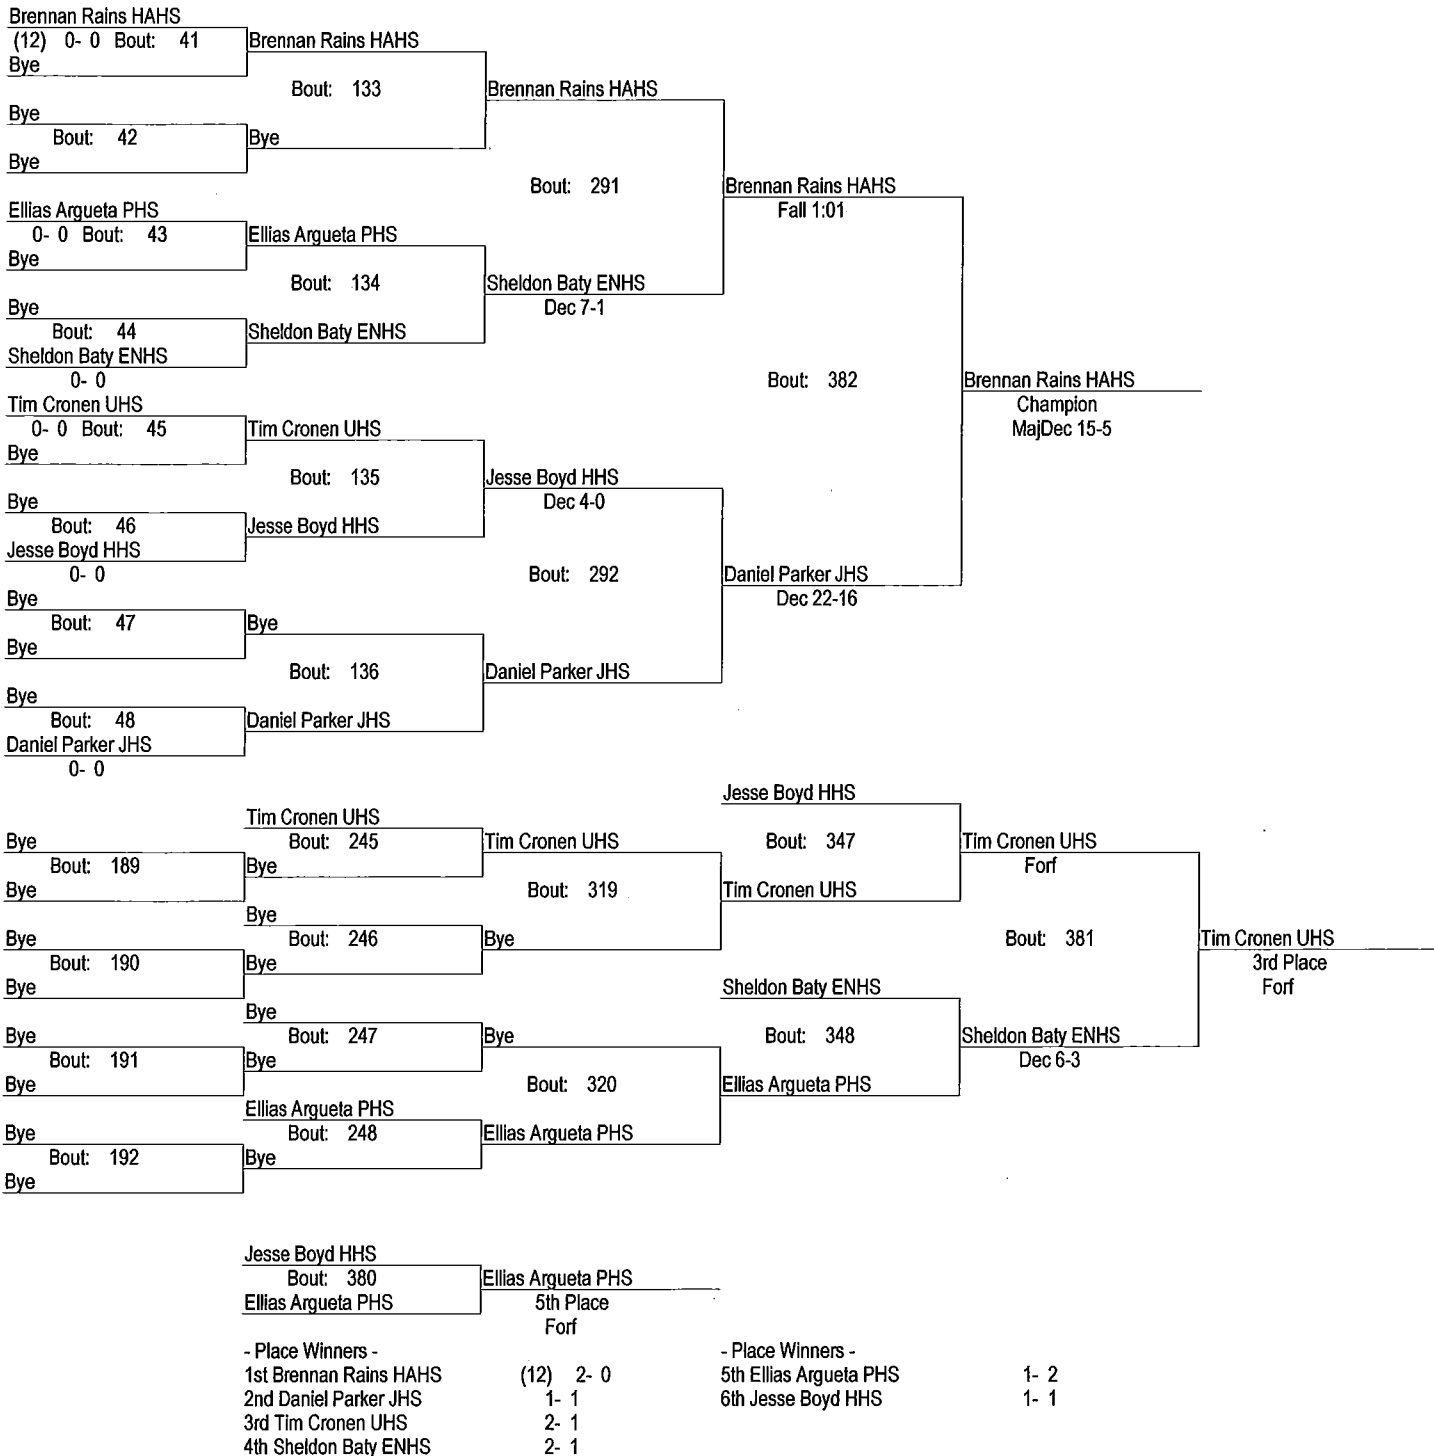 Brennan Rains HAHS
(12) 0- 0 Bout: 41 Brennan Rains HAHS
Bye
Bout: 133 Brennan Rains HAHS
Bye
Bout: 42 Bye
Bye
Bout: 291 Brennan Rains HAHS
Fall 1:01
Ellias Argueta PHS
0- 0 Bout: 43 Ellias Argueta PHS
Bye
Bout: 134 Sheldon Baty ENHS
Dec 7-1
Bye
Bout: 44 Sheldon Baty ENHS
Sheldon Baty ENHS
0- 0
Bout: 382 Brennan Rains HAHS
Champion
MajDec 15-5
Tim Cronen UHS
0- 0 Bout: 45 Tim Cronen UHS
Bye
Bout: 135 Jesse Boyd HHS
Dec 4-0
Bye
Bout: 46 Jesse Boyd HHS
Jesse Boyd HHS
0- 0
Bout: 292 Daniel Parker JHS
Dec 22-16
Bye
Bout: 47 Bye
Bye
Bout: 136 Daniel Parker JHS
Bye
Bout: 48 Daniel Parker JHS
Daniel Parker JHS
0- 0
Jesse Boyd HHS
Tim Cronen UHS
Bye Bout: 245 Tim Cronen UHS Bout: 347 Tim Cronen UHS
Bout: 189 Bye Forf
Bye Bout: 319 Tim Cronen UHS
Bye
Bye Bout: 246 Bye Bout: 381 Tim Cronen UHS
Bout: 190 Bye 3rd Place
Bye Sheldon Baty ENHS Forf
Bye
Bye Bout: 247 Bye Bout: 348 Sheldon Baty ENHS
Bout: 191 Bye Dec 6-3
Bye Bout: 320 Ellias Argueta PHS
Ellias Argueta PHS
Bye Bout: 248 Ellias Argueta PHS
Bout: 192 Bye
Bye
Jesse Boyd HHS
Bout: 380 Ellias Argueta PHS
Ellias Argueta PHS 5th Place
Forf
- Place Winners - - Place Winners -
1st Brennan Rains HAHS (12) 2- 0 5th Ellias Argueta PHS 1- 2
2nd Daniel Parker JHS 1- 1 6th Jesse Boyd HHS 1- 1
3rd Tim Cronen UHS 2- 1
4th Sheldon Baty ENHS 2- 1